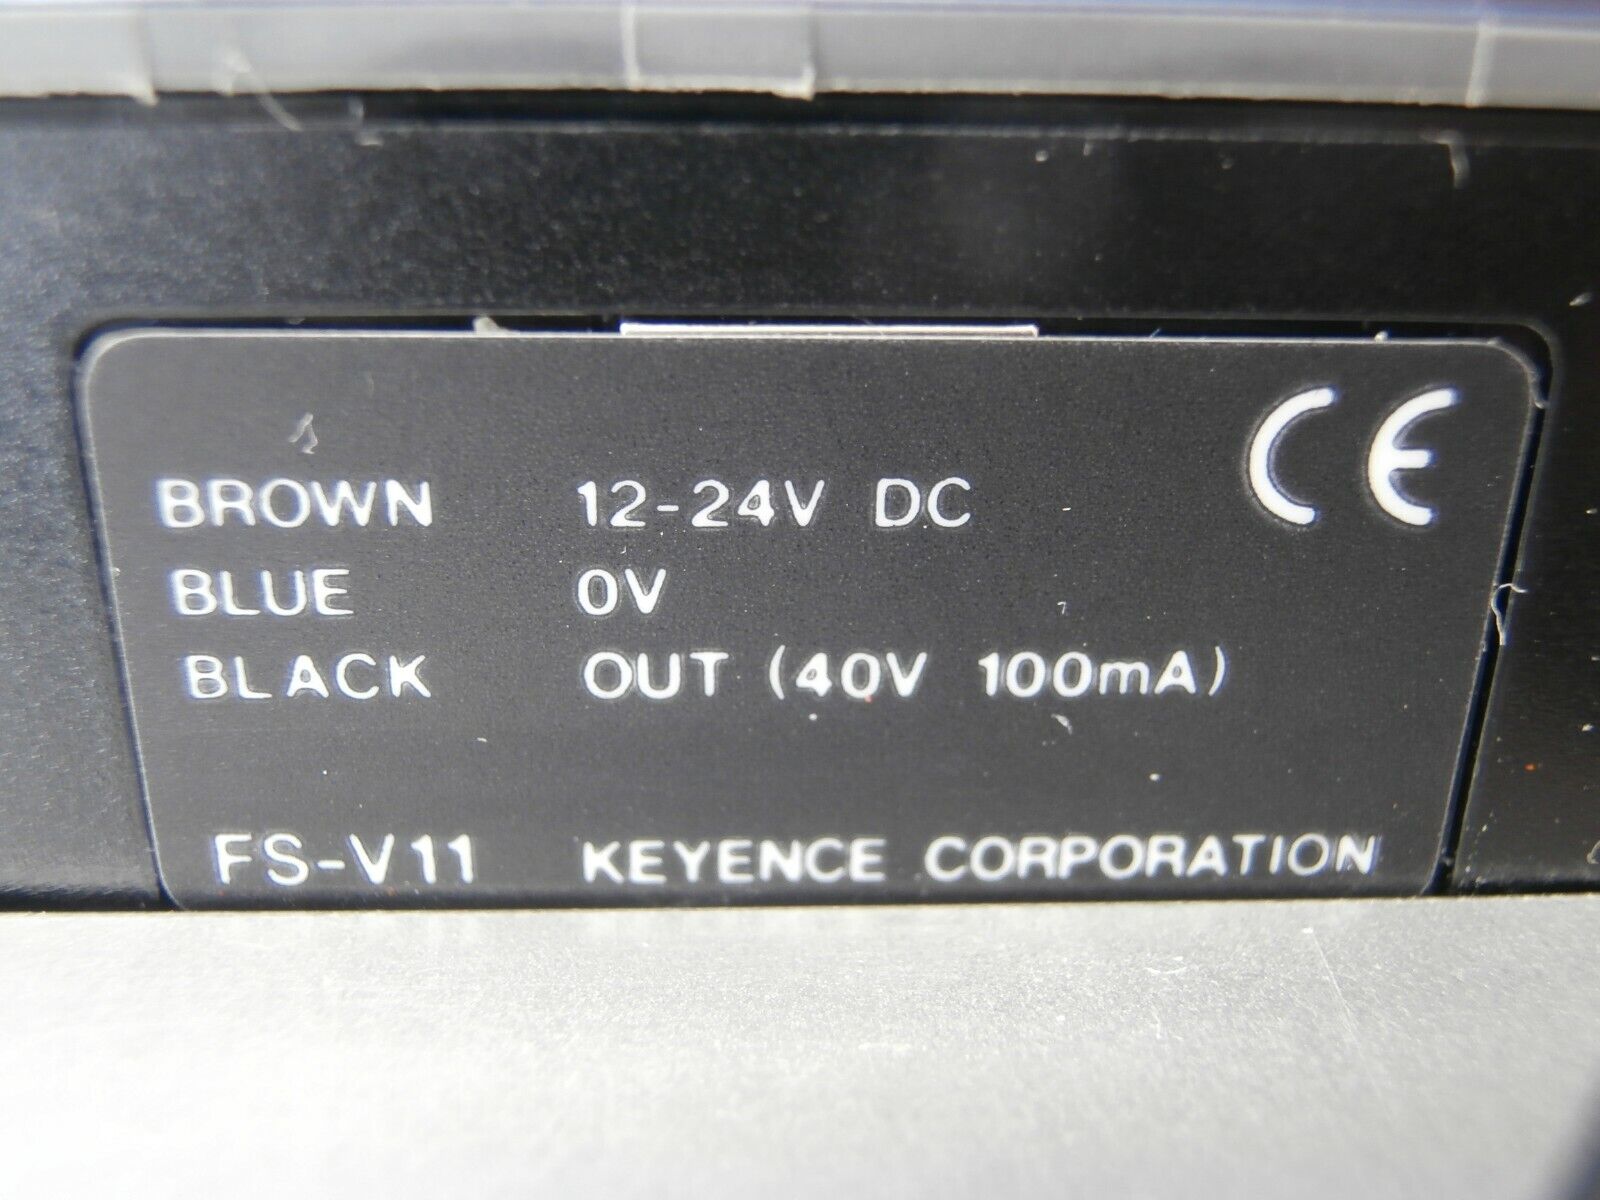 CE
BROWN 12-24V DC
BLUE 0V
BLACK OUT (40V 100mA)
FS-V11 KEYENCE CORPORATION